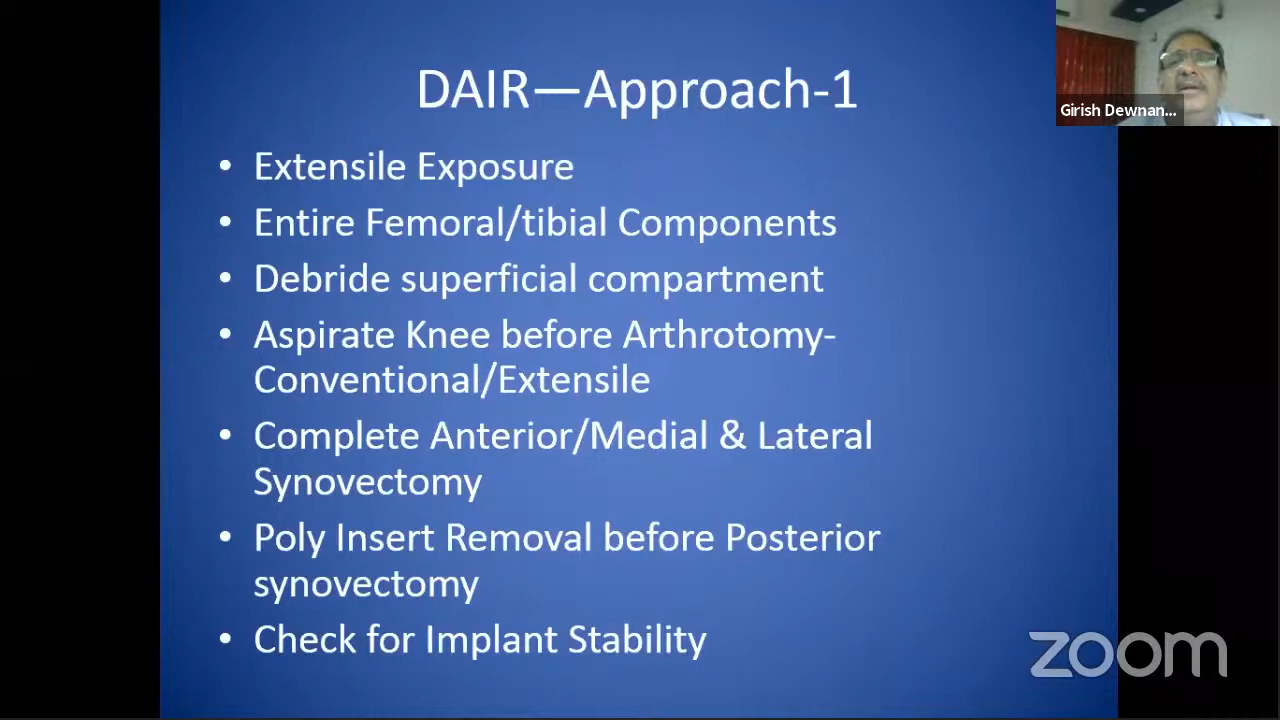 DAIR—Approach-1
Girish Dewnan...
• Extensile Exposure
• Entire Femoral/tibial Components
• Debride superficial compartment
• Aspirate Knee before Arthrotomy-
Conventional/Extensile
• Complete Anterior/Medial & Lateral
Synovectomy
• Poly Insert Removal before Posterior
synovectomy
• Check for Implant Stability
zoom